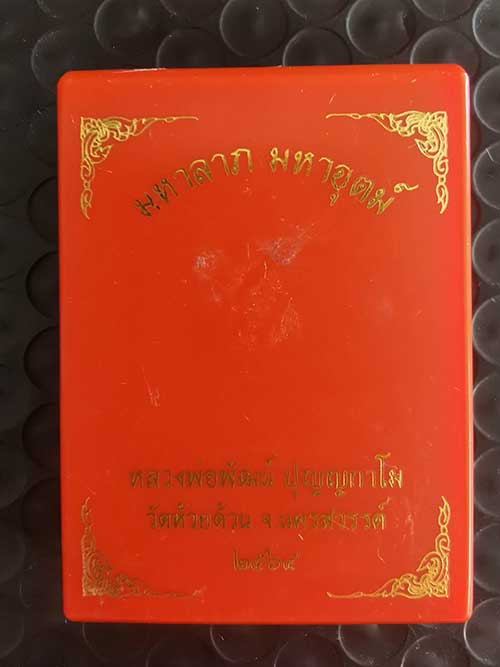 มหาลาภ มหาอุตม์
หลวงพ่อพัฒน์ ปุญฺญกาโม
วัดห้วยด้วน จ.นครสวรรค์
๒๕๖๔